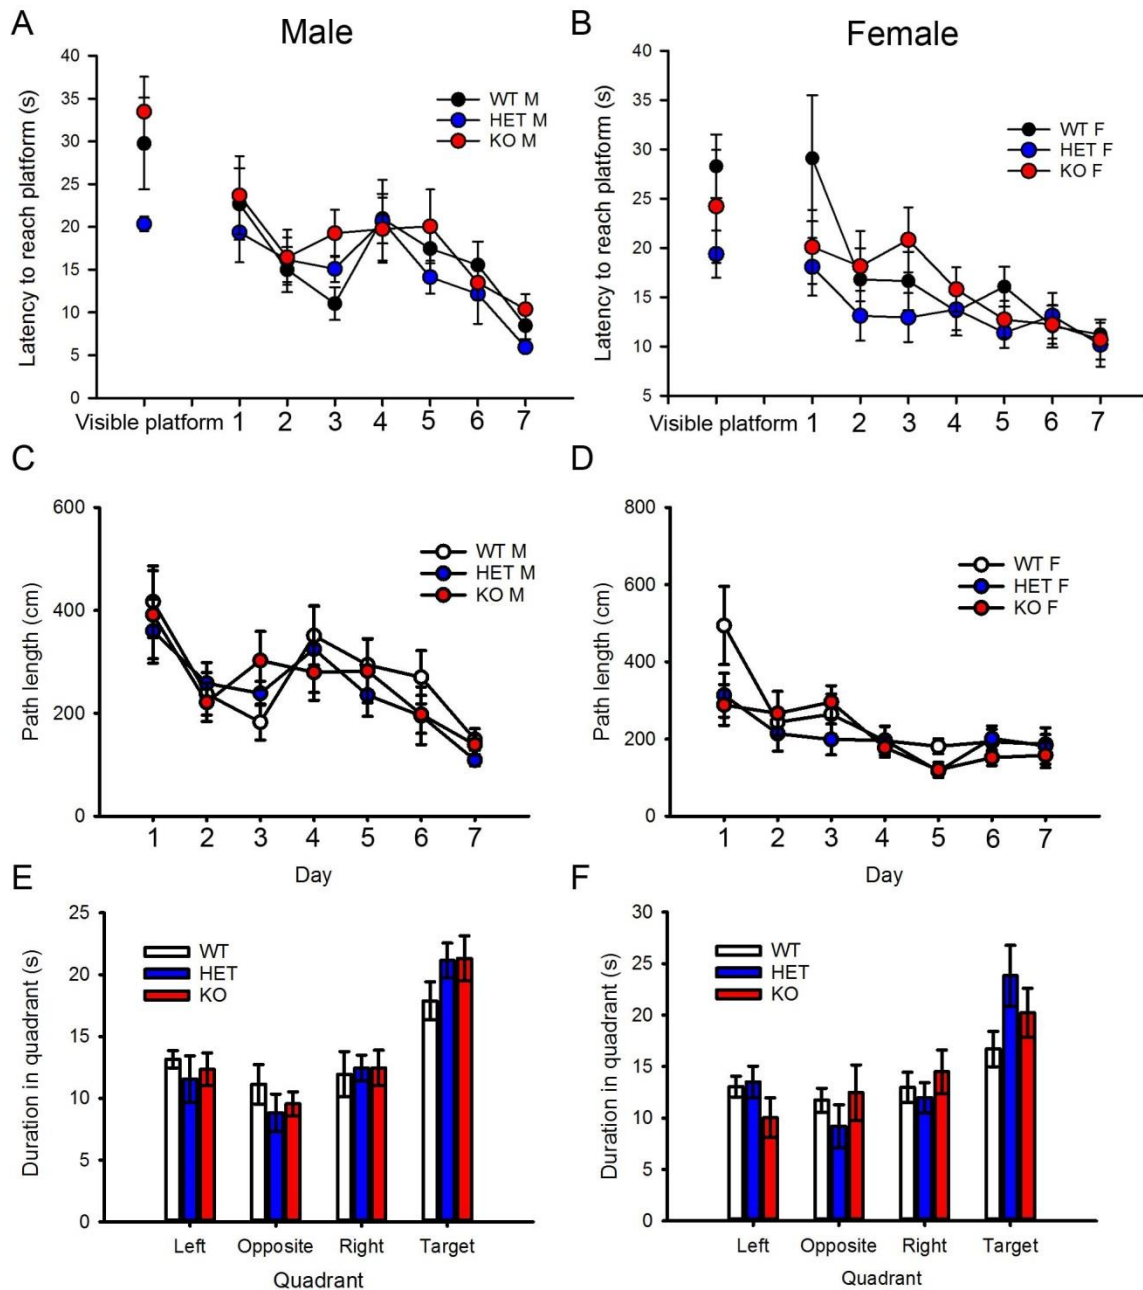 A
Male
B
Female
Latency to reach platform (s)
40
35
30
25
20
15
10
5
0
WT M
HET M
KO M
Visible platform 1 2 3 4 5 6 7
Latency to reach platform (s)
40
35
30
25
20
15
10
5
WT F
HET F
KO F
Visible platform 1 2 3 4 5 6 7
C
Path length (cm)
600
400
200
0
WT M
HET M
KO M
1 2 3 4 5 6 7
Day
D
Path length (cm)
800
600
400
200
0
WT F
HET F
KO F
1 2 3 4 5 6 7
Day
E
Duration in quadrant (s)
25
20
15
10
5
0
WT
HET
KO
Left Opposite Right Target
Quadrant
F
Duration in quadrant (s)
30
25
20
15
10
5
0
WT
HET
KO
Left Opposite Right Target
Quadrant